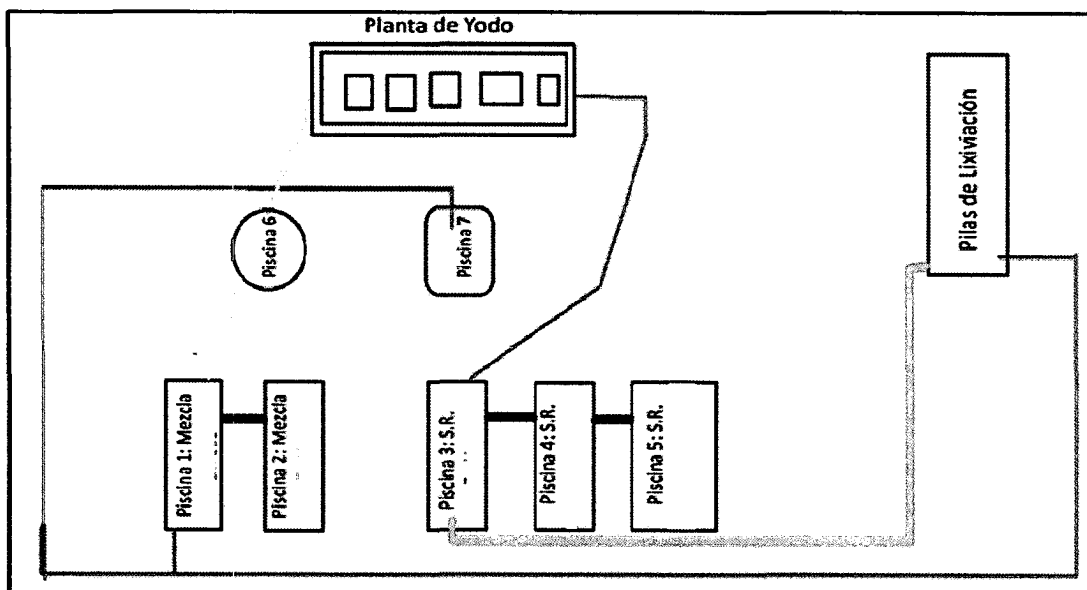 Planta de Yodo
Pilas de Lixiviación
Piscina 6
Piscina 7
Piscina 1: Mezcla
Piscina 2: Mezcla
Piscina 3: S.R.
Piscina 4: S.R.
Piscina 5: S.R.